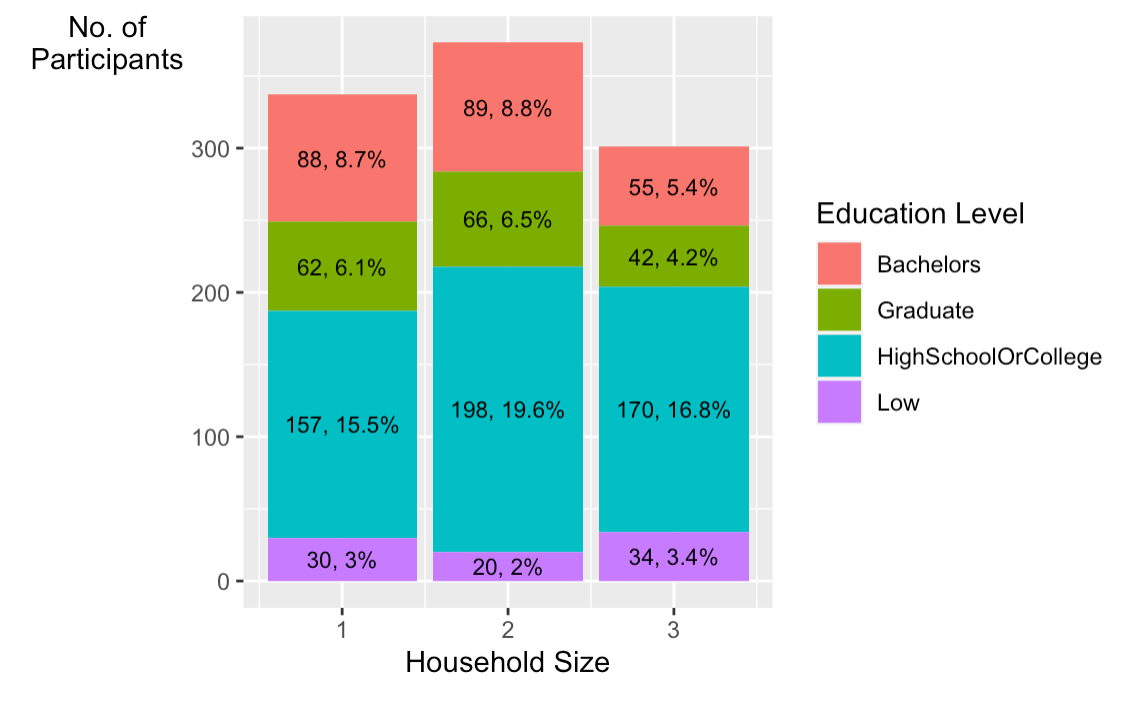 No. of
Participants
300
200
100
0
88, 8.7%
62, 6.1%
157, 15.5%
30, 3%
89, 8.8%
66, 6.5%
198, 19.6%
20, 2%
55, 5.4%
42, 4.2%
170, 16.8%
34, 3.4%
1
2
3
Household Size
Education Level
Bachelors
Graduate
HighSchoolOrCollege
Low